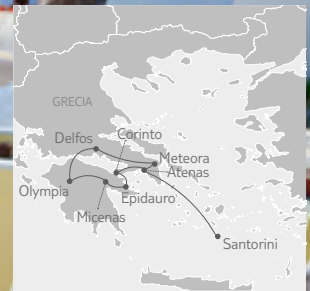 GRECIA
Delfos
Corinto
Meteora
Atenas
Olympia
Epidauro
Micenas
Santorini